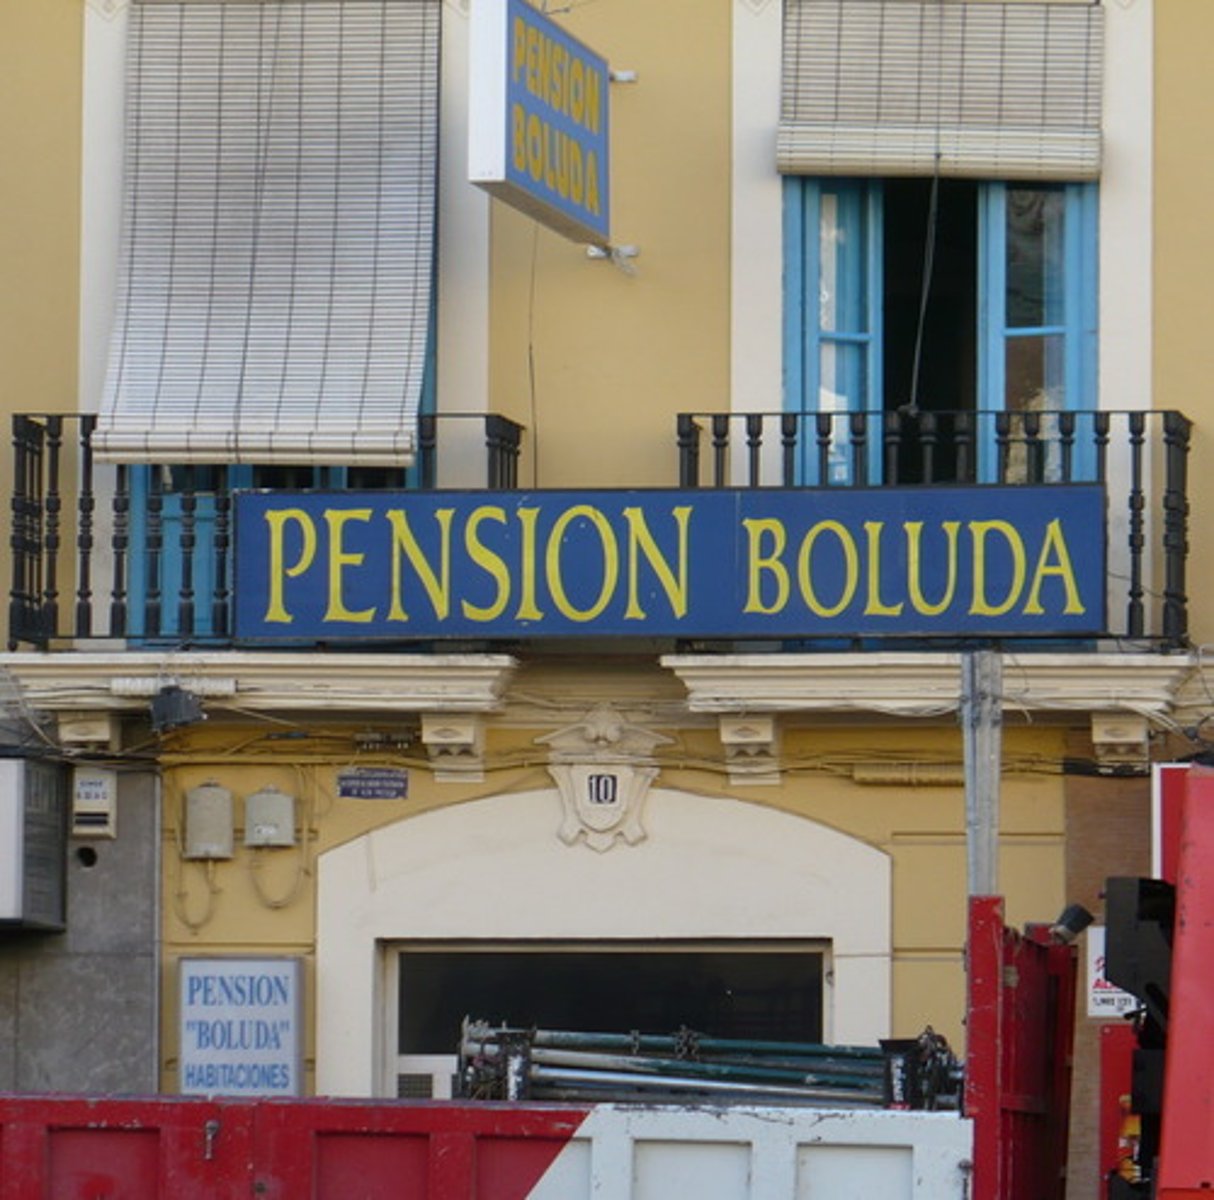 PENSION
BOLUDA
PENSION BOLUDA
10
PENSION
"BOLUDA"
HABITACIONES